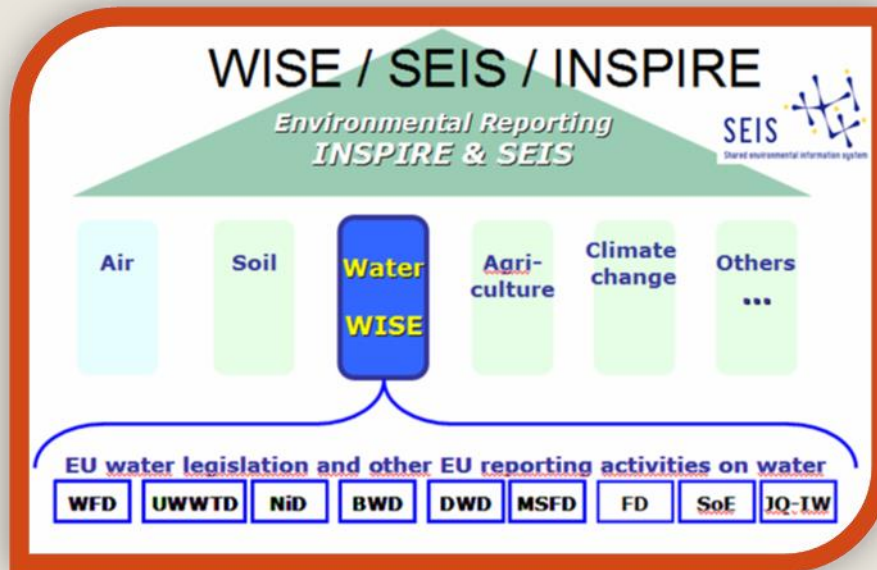 WISE / SEIS / INSPIRE
Environmental Reporting
INSPIRE & SEIS
SEIS
Shared environmental information system
Air
Soil
Water
WISE
Agri-
culture
Climate
change
Others
...
EU water legislation and other EU reporting activities on water
WFD UWWTD NiD BWD DWD MSFD FD SoE JQ-IW